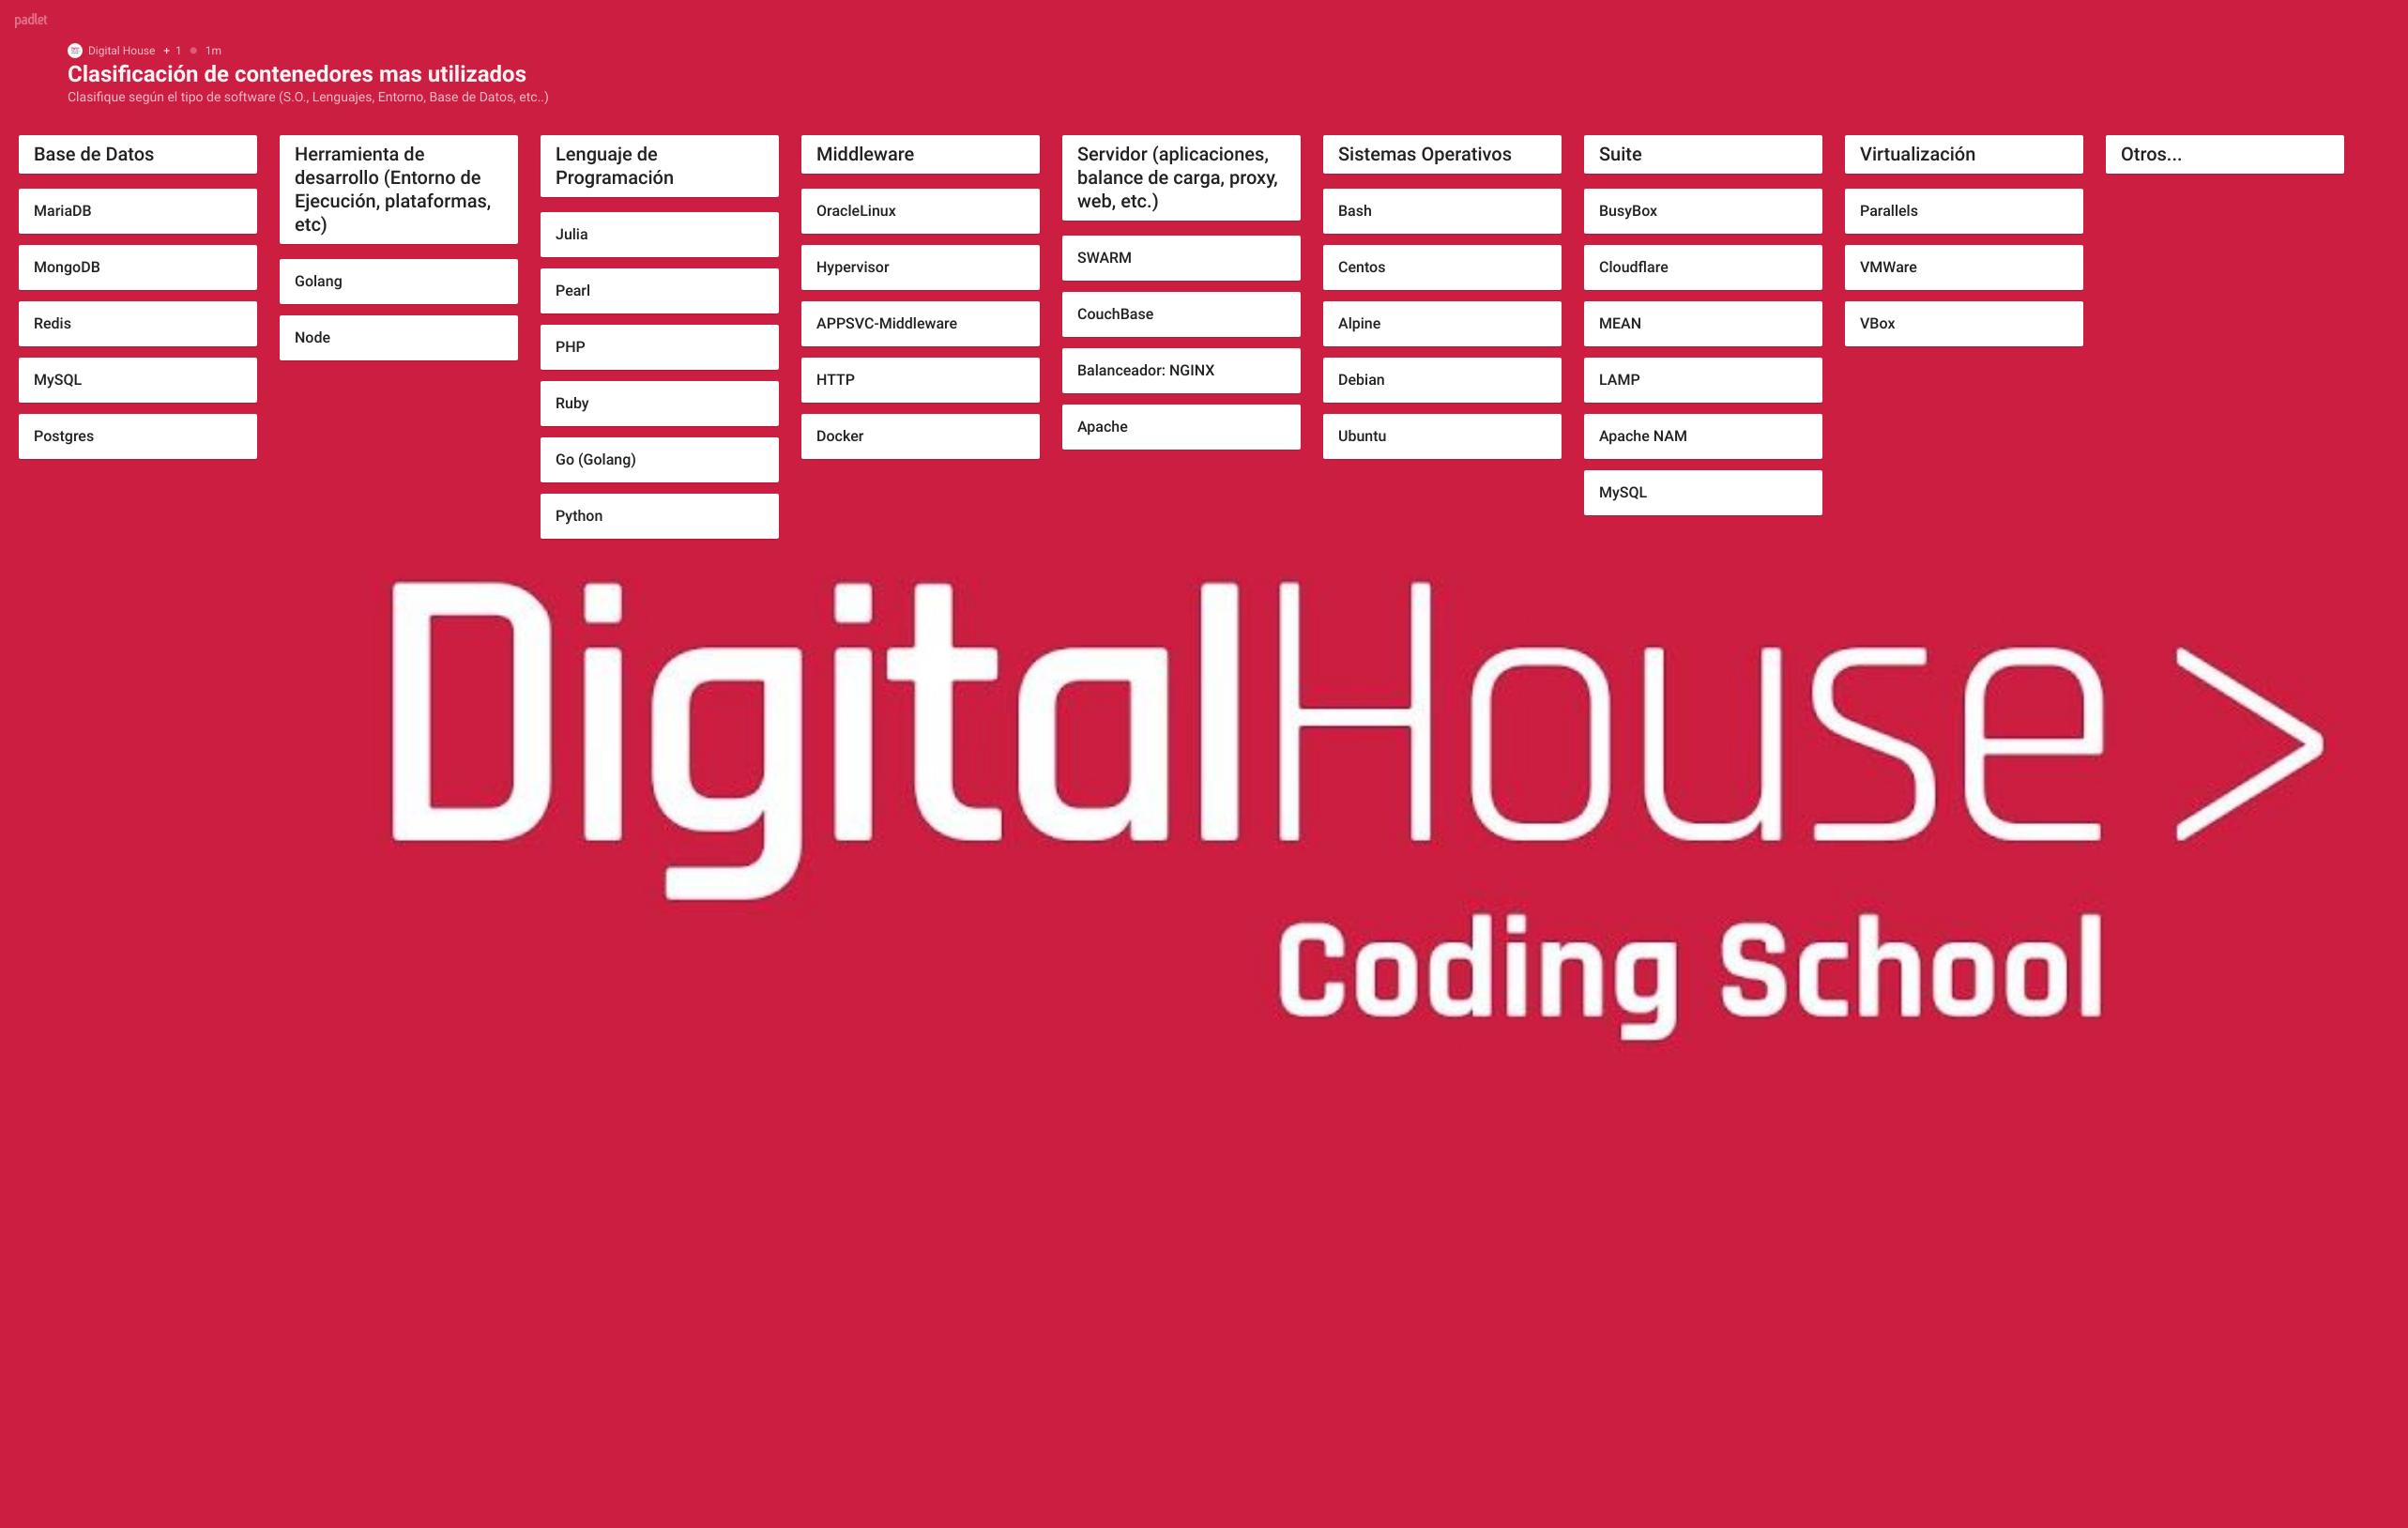 padlet
Digital House + 1 1m
Clasificación de contenedores mas utilizados
Clasifique según el tipo de software (S.O., Lenguajes, Entorno, Base de Datos, etc..)
Base de Datos
MariaDB
MongoDB
Redis
MySQL
Postgres
Herramienta de
desarrollo (Entorno de
Ejecución, plataformas,
etc)
Golang
Node
Lenguaje de
Programación
Julia
Pearl
PHP
Ruby
Go (Golang)
Python
Middleware
OracleLinux
Hypervisor
APPSVC-Middleware
HTTP
Docker
Servidor (aplicaciones,
balance de carga, proxy,
web, etc.)
SWARM
CouchBase
Balanceador: NGINX
Apache
Sistemas Operativos
Bash
Centos
Alpine
Debian
Ubuntu
Suite
BusyBox
Cloudflare
MEAN
LAMP
Apache NAM
MySQL
Virtualización
Parallels
VMWare
VBox
Otros...
DigitalHouse >
Coding School